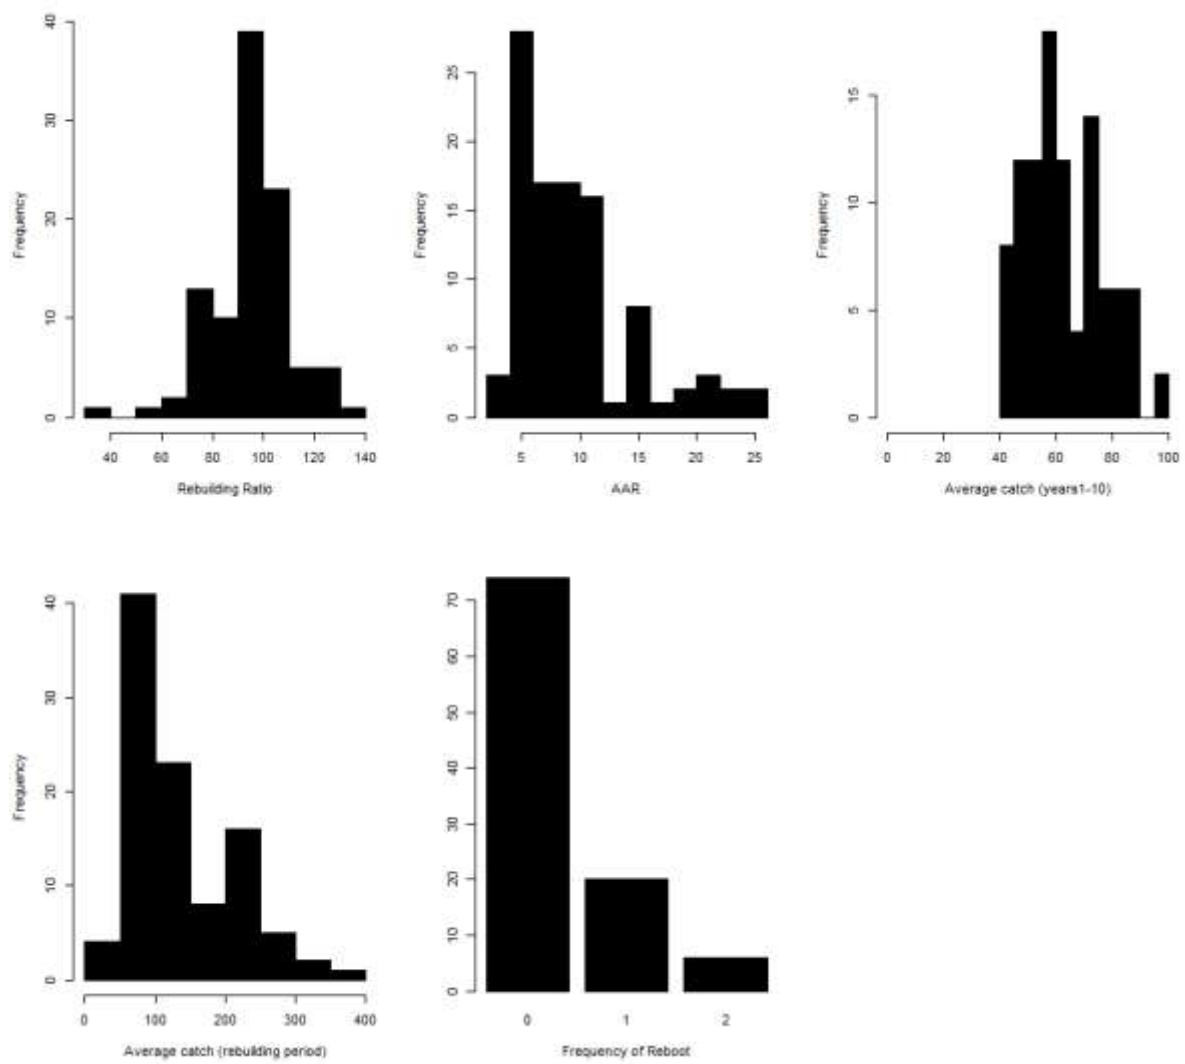 40
30
20
10
0
Frequency
40 60 80 100 120 140
Rebuilding Ratio
25
20
15
10
5
0
Frequency
5 10 15 20 25
AAR
15
10
5
0
Frequency
0 20 40 60 80 100
Average catch (years1-10)
40
30
20
10
0
Frequency
0 100 200 300 400
Average catch (rebuilding period)
70
60
50
40
30
20
10
0
0 1 2
Frequency of Reboot